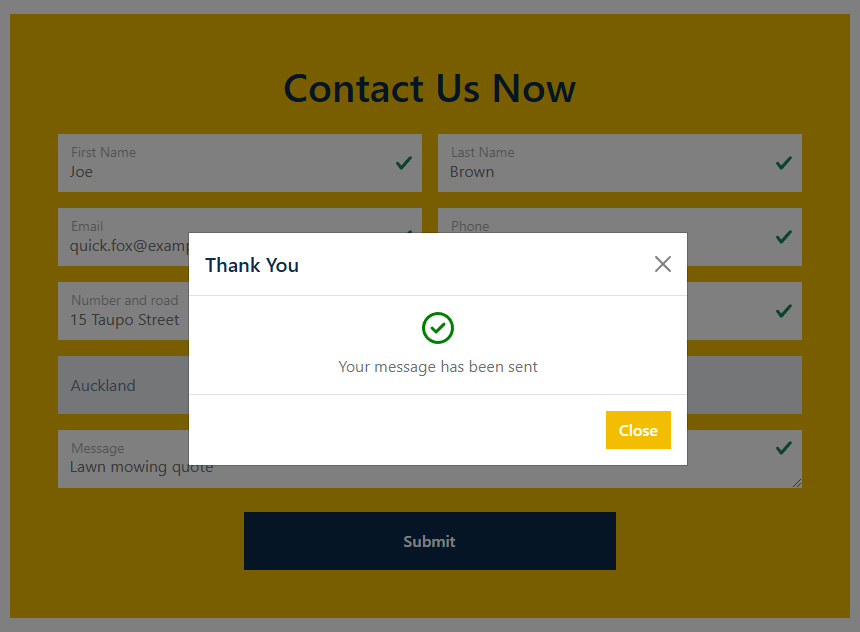 Contact Us Now
First Name
Joe
Last Name
Brown
Email
quick.fox@examp
Phone
Number and road
15 Taupo Street
Auckland
Message
Lawn mowing quote
Thank You
Your message has been sent
Close
Submit